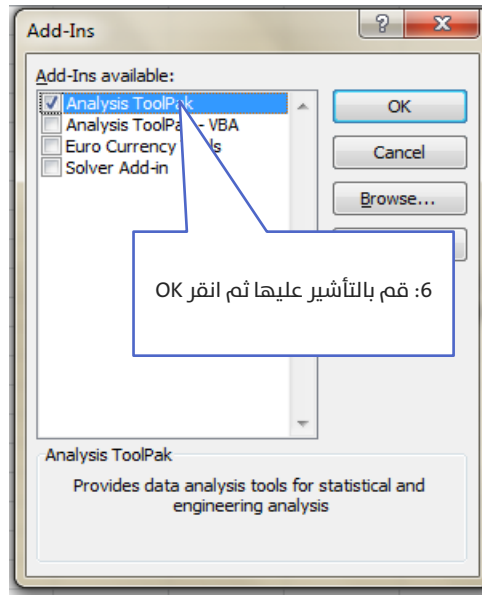 Add-Ins
Add-Ins available:
Analysis ToolPak
Analysis ToolPak - VBA
Euro Currency
Solver Add-in
OK
Cancel
Browse...
6: قم بالتأشير عليها ثم انقر OK
Analysis ToolPak
Provides data analysis tools for statistical and
engineering analysis